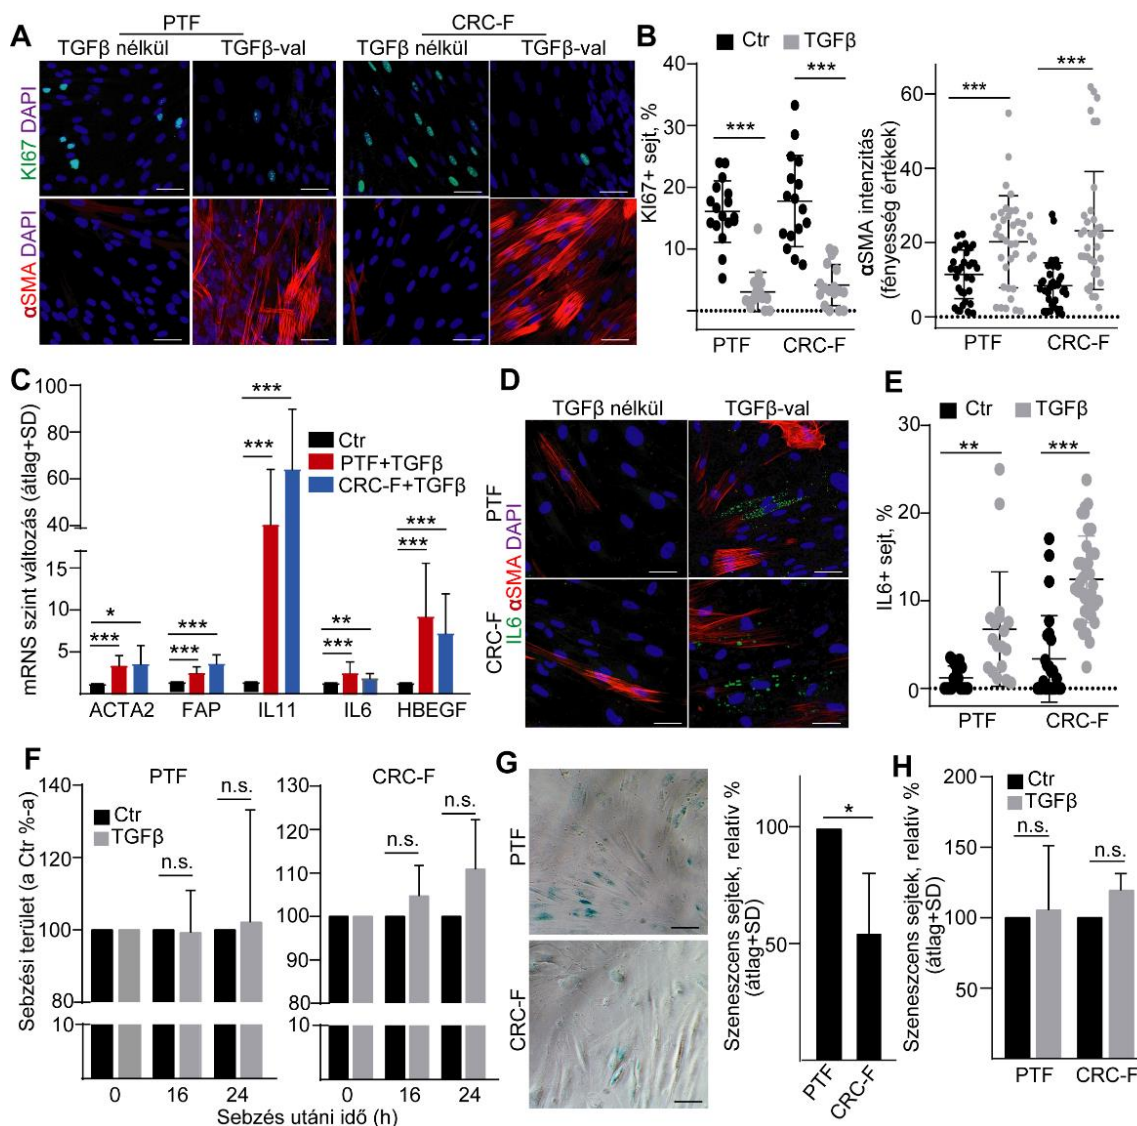 A
PTF
CRC-F
TGFβ nélkül
TGFβ-val
TGFβ nélkül
TGFβ-val
KI67 DAPI
αSMA DAPI
B
Ctr
TGFβ
KI67+ sejt, %
40
30
20
10
***
***
PTF
CRC-F
αSMA intenzitás
(fényesség értékek)
60
40
20
0
***
***
PTF
CRC-F
C
mRNS szint változás (átlag+SD)
100
80
60
40
15
10
5
Ctr
PTF+TGFβ
CRC-F+TGFβ
*
***
***
***
***
***
**
***
***
***
ACTA2
FAP
IL11
IL6
HBEGF
D
TGFβ nélkül
TGFβ-val
PTF
CRC-F
IL6 αSMA DAPI
E
Ctr
TGFβ
IL6+ sejt, %
30
20
10
0
**
***
PTF
CRC-F
F
PTF
CRC-F
Sebzési terület (a Ctr %-a)
140
120
100
80
10
Ctr
TGFβ
n.s.
n.s.
0
16
24
130
120
110
100
90
80
10
n.s.
n.s.
0
16
24
Sebzés utáni idő (h)
G
PTF
CRC-F
Szeneszcens sejtek, relatív %
(átlag+SD)
100
50
*
PTF
CRC-F
H
Szeneszcens sejtek, relatív %
(átlag+SD)
200
150
100
50
Ctr
TGFβ
n.s.
n.s.
PTF
CRC-F